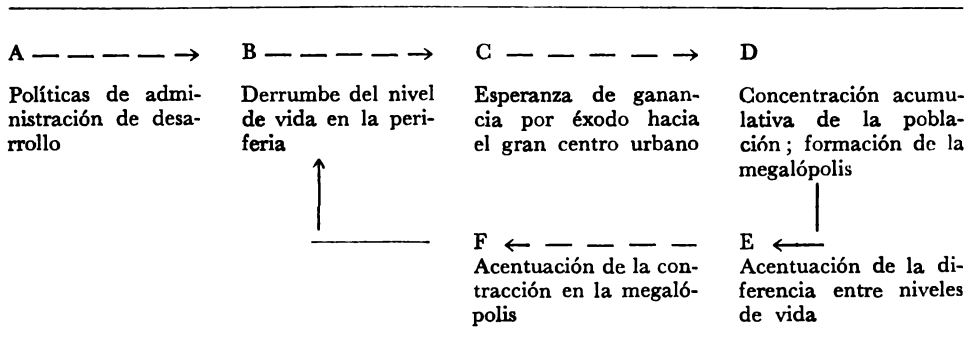 A B C D
Políticas de admi-
nistración de desa-
rrollo
Derrumbe del nivel
de vida en la peri-
feria
Esperanza de ganan-
cia por éxodo hacia
el gran centro urbano
Concentración acumu-
lativa de la pobla-
ción; formación de la
megalópolis
F E
Acentuación de la con-
tracción en la megaló-
polis
Acentuación de la di-
ferencia entre niveles
de vida